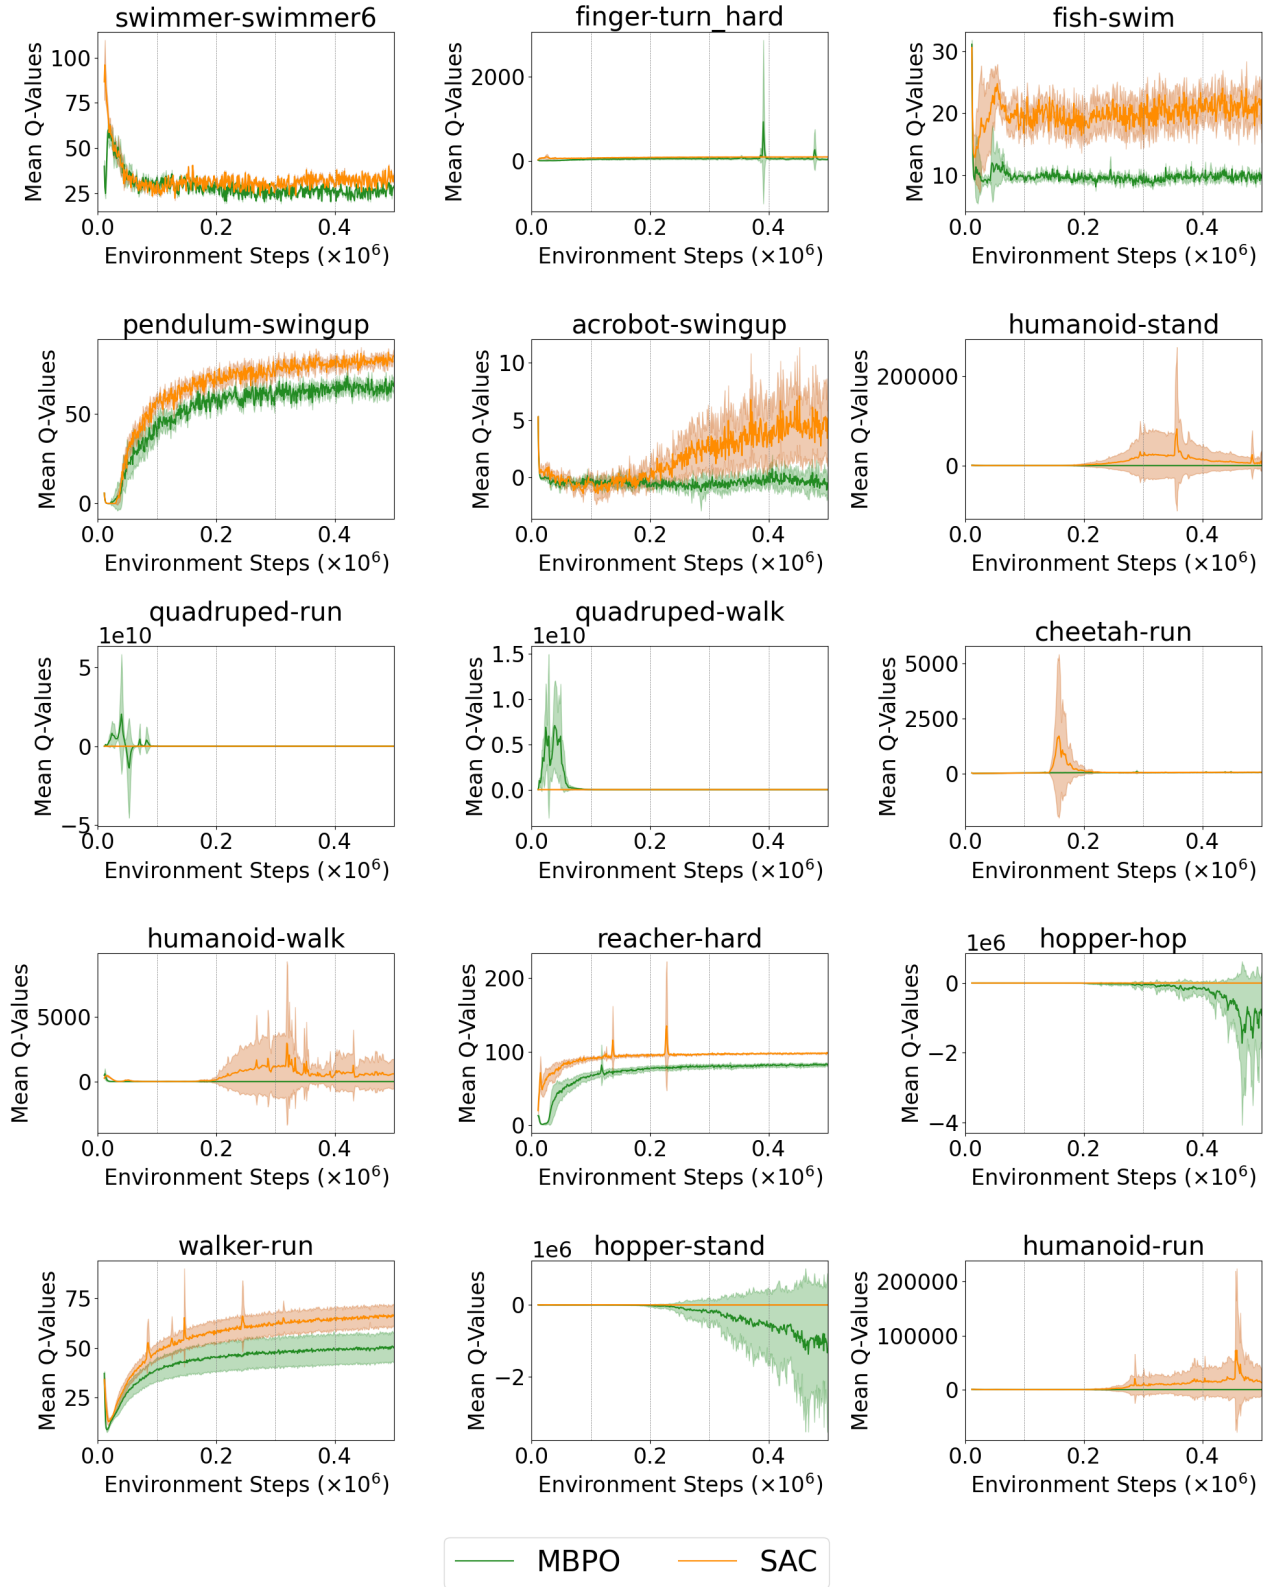 swimmer-swimmer6
finger-turn_hard
fish-swim
Mean Q-Values
100
75
50
25
0.0
0.2
0.4
Environment Steps (×10⁶)
Mean Q-Values
2000
0
0.0
0.2
0.4
Environment Steps (×10⁶)
Mean Q-Values
30
20
10
0.0
0.2
0.4
Environment Steps (×10⁶)
pendulum-swingup
acrobot-swingup
humanoid-stand
Mean Q-Values
50
0
0.0
0.2
0.4
Environment Steps (×10⁶)
Mean Q-Values
10
5
0
0.0
0.2
0.4
Environment Steps (×10⁶)
Mean Q-Values
200000
0
0.0
0.2
0.4
Environment Steps (×10⁶)
quadruped-run
quadruped-walk
cheetah-run
1e10
Mean Q-Values
5
0
−5
0.0
0.2
0.4
Environment Steps (×10⁶)
1e10
Mean Q-Values
1.5
1.0
0.5
0.0
0.0
0.2
0.4
Environment Steps (×10⁶)
Mean Q-Values
5000
2500
0
0.0
0.2
0.4
Environment Steps (×10⁶)
humanoid-walk
reacher-hard
hopper-hop
Mean Q-Values
5000
0
0.0
0.2
0.4
Environment Steps (×10⁶)
Mean Q-Values
200
100
0
0.0
0.2
0.4
Environment Steps (×10⁶)
1e6
Mean Q-Values
0
−2
−4
0.0
0.2
0.4
Environment Steps (×10⁶)
walker-run
hopper-stand
humanoid-run
Mean Q-Values
75
50
25
0.0
0.2
0.4
Environment Steps (×10⁶)
1e6
Mean Q-Values
0
−2
0.0
0.2
0.4
Environment Steps (×10⁶)
Mean Q-Values
200000
100000
0
0.0
0.2
0.4
Environment Steps (×10⁶)
MBPO
SAC